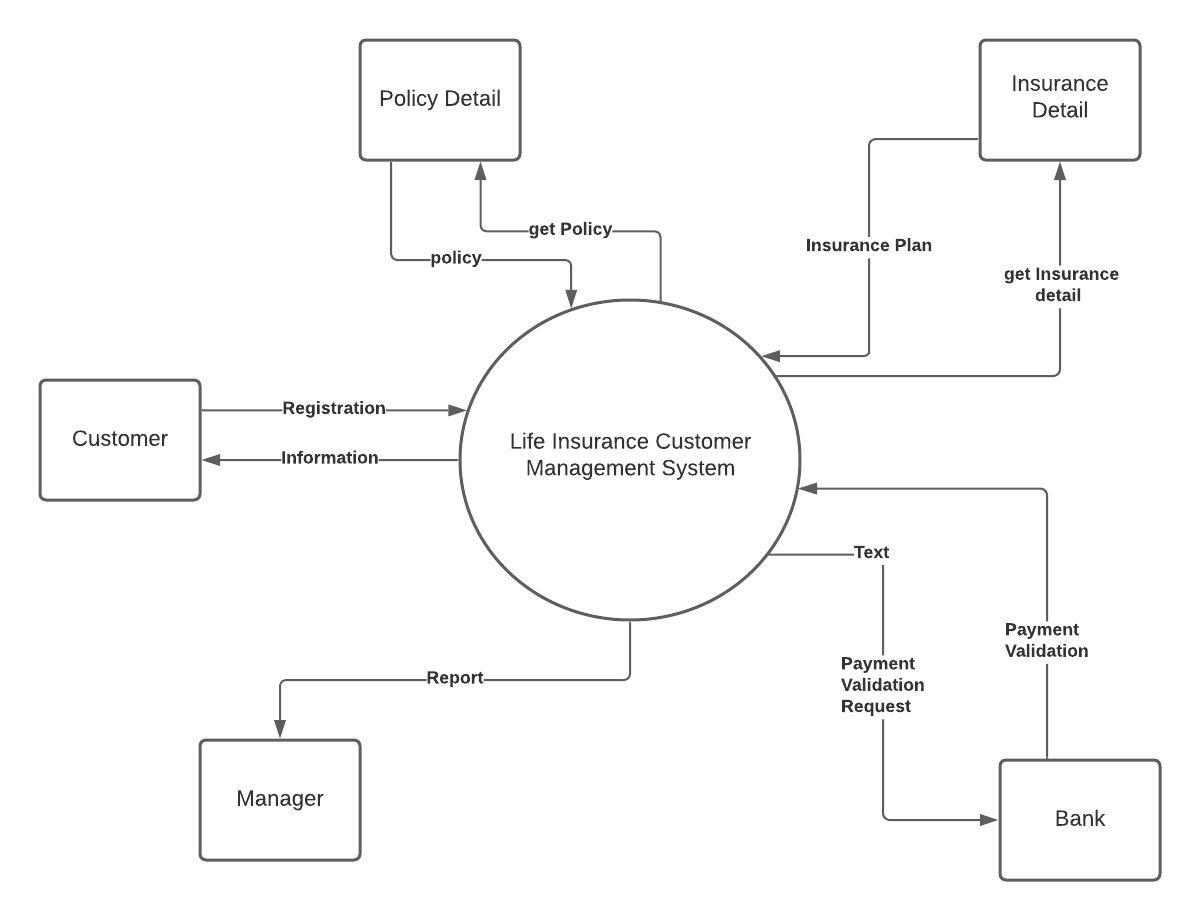 Policy Detail
Insurance
Detail
get Policy
policy
Insurance Plan
get Insurance
detail
Customer
Registration
Information
Life Insurance Customer
Management System
Text
Payment
Validation
Payment
Validation
Request
Report
Manager
Bank